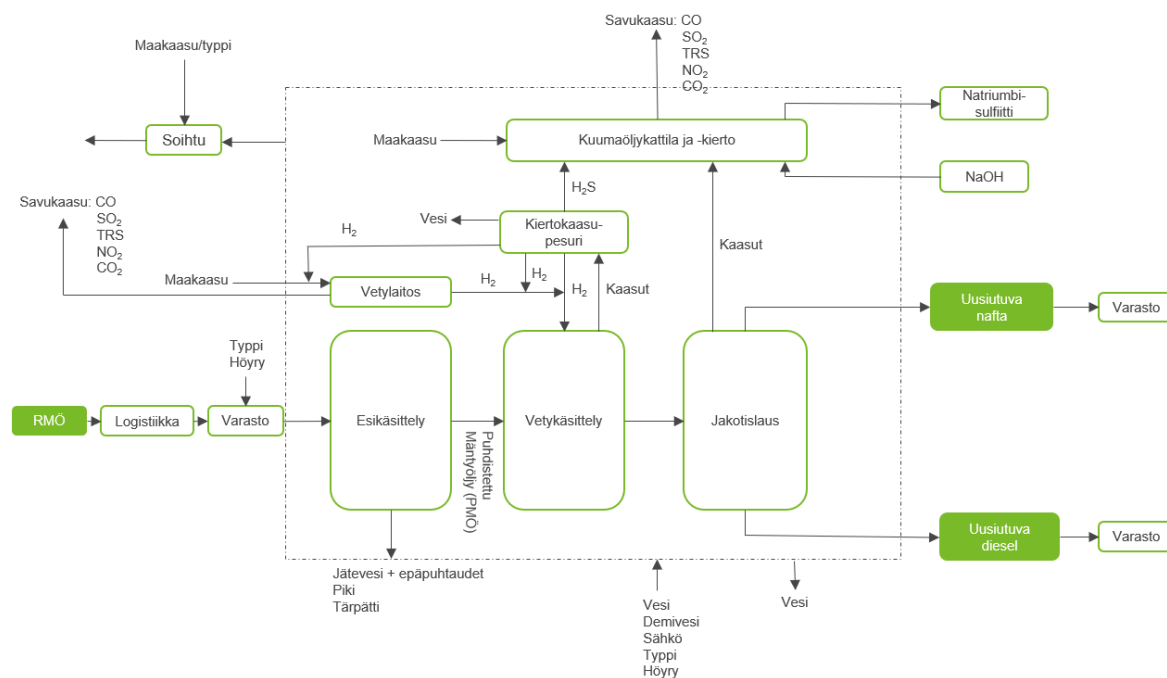 Savukaasu: CO
SO₂
TRS
NO₂
CO₂
Maakaasu/typpi
Natriumbi-
sulfiitti
Soihtu
Maakaasu
Kuumaöljykattila ja -kierto
NaOH
H₂S
Savukaasu: CO
SO₂
TRS
NO₂
CO₂
Vesi
Kiertokaasu-
pesuri
H₂
Kaasut
Maakaasu
Vetylaitos
H₂
H₂
H₂
Kaasut
Uusiutuva
nafta
Varasto
Typpi
Höyry
RMÖ
Logistiikka
Varasto
Esikäsittely
Puhdistettu
Mäntyöljy (PMÖ)
Vetykäsittely
Jakotislaus
Uusiutuva
diesel
Varasto
Jätevesi + epäpuhtaudet
Piki
Tärpätti
Vesi
Demivesi
Sähkö
Typpi
Höyry
Vesi